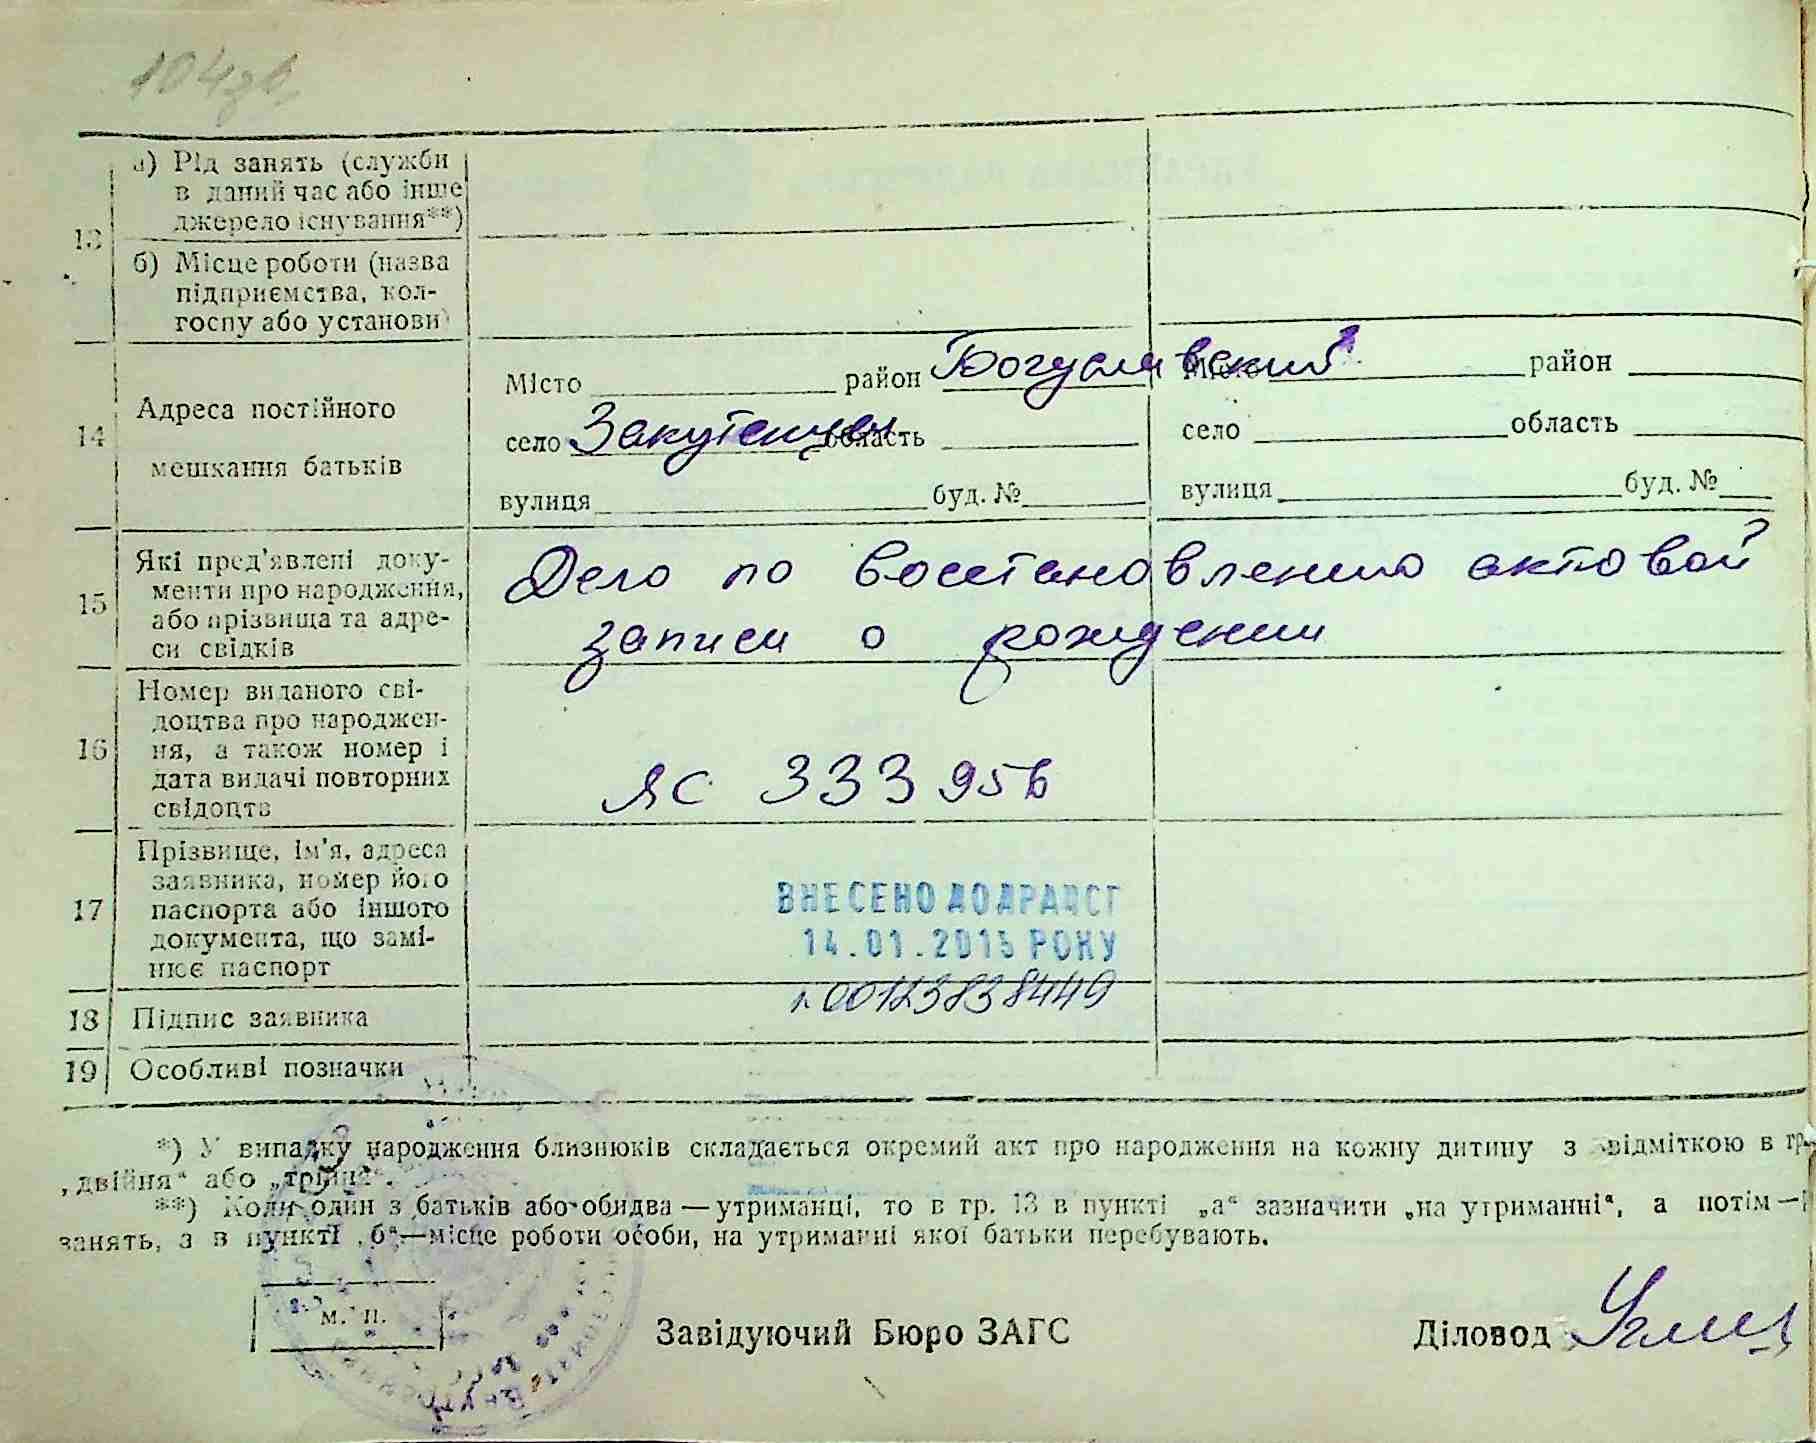 104зв.
13
а) Рід занять (служби
в даний час або інше
джерело існування**)
б) Місце роботи (назва
підприємства, кол-
госпу або установи)
14
Адреса постійного
мешкання батьків
Місто район Богуславский Місто район
село Закутенцы область село область
вулиця буд. № вулиця буд. №
15
Які пред'явлені доку-
менти про народження,
або прізвища та адре-
си свідків
Дело по восстановлению актовой
записи о рождении
16
Номер виданого сві-
доцтва про народжен-
ня, а також номер і
дата видачі повторних
свідоцтв
ЯС 333956
17
Прізвище, ім'я, адреса
заявника, номер його
паспорта або іншого
документа, що замі-
нює паспорт
ВНЕСЕНО ДО ДРАЦСГ
14.01.2015 РОКУ
00123838449
18 Підпис заявника
19 Особливі позначки
*) У випадку народження близнюків складається окремий акт про народження на кожну дитину з відміткою в гр.
„двійня“ або „трійня“.
**) Коли один з батьків або обидва — утриманці, то в гр. 13 в пункті „а“ зазначити „на утриманні“, а потім —
занять, а в пункті „б“—місце роботи особи, на утриманні якої батьки перебувають.
м. п.
Завідуючий Бюро ЗАГС
Діловод